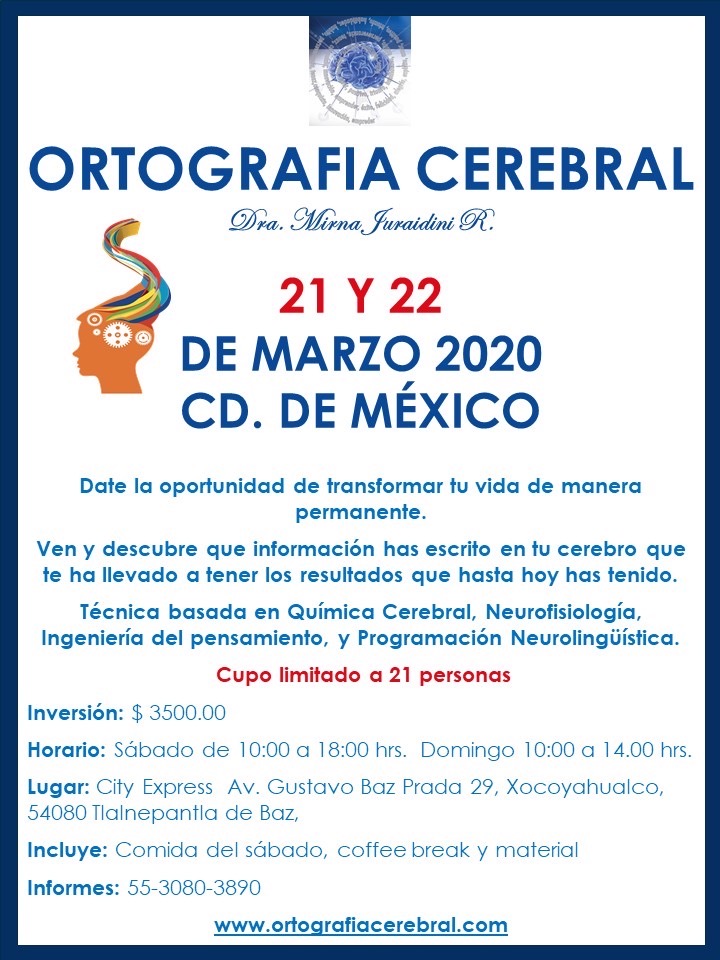 ORTOGRAFIA CEREBRAL
Dra. Mirna Juraidini R.
21 Y 22
DE MARZO 2020
CD. DE MÉXICO
Date la oportunidad de transformar tu vida de manera
permanente.
Ven y descubre que información has escrito en tu cerebro que
te ha llevado a tener los resultados que hasta hoy has tenido.
Técnica basada en Química Cerebral, Neurofisiología,
Ingeniería del pensamiento, y Programación Neurolingüística.
Cupo limitado a 21 personas
Inversión: $ 3500.00
Horario: Sábado de 10:00 a 18:00 hrs. Domingo 10:00 a 14.00 hrs.
Lugar: City Express Av. Gustavo Baz Prada 29, Xocoyahualco,
54080 Tlalnepantla de Baz,
Incluye: Comida del sábado, coffee break y material
Informes: 55-3080-3890
www.ortografiacerebral.com